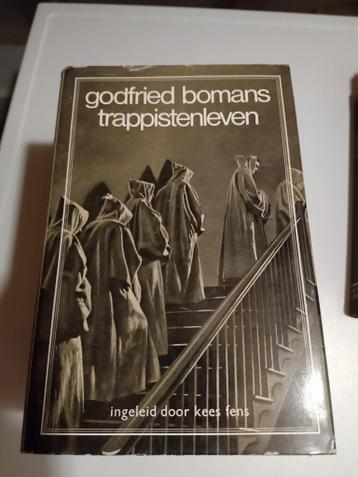 godfried bomans
trappistenleven
ingeleid door kees fens